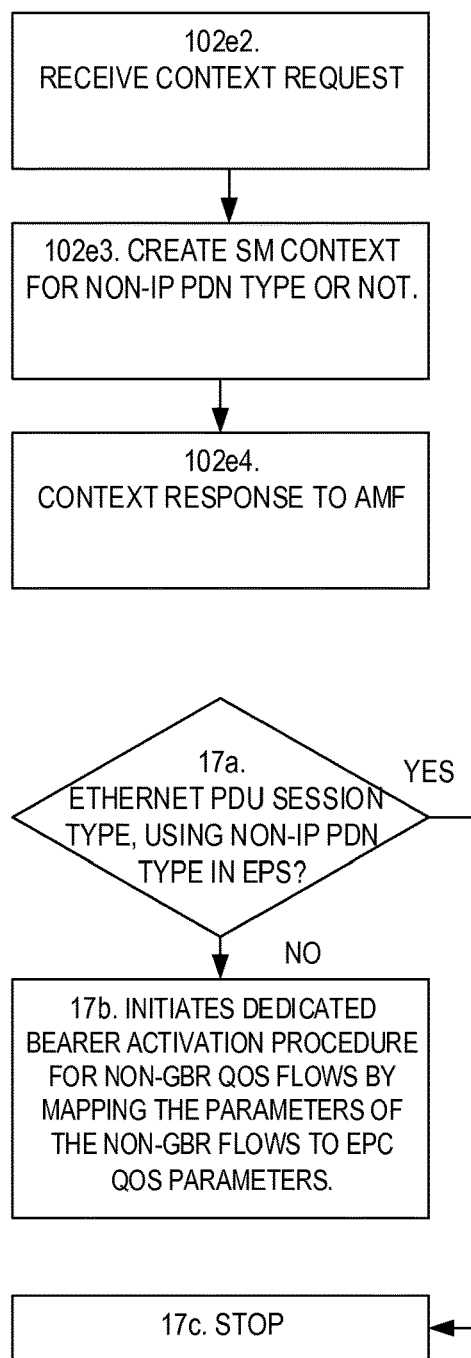 102e2.
RECEIVE CONTEXT REQUEST
102e3. CREATE SM CONTEXT
FOR NON-IP PDN TYPE OR NOT.
102e4.
CONTEXT RESPONSE TO AMF
17a.
ETHERNET PDU SESSION
TYPE, USING NON-IP PDN
TYPE IN EPS?
YES
NO
17b. INITIATES DEDICATED
BEARER ACTIVATION PROCEDURE
FOR NON-GBR QOS FLOWS BY
MAPPING THE PARAMETERS OF
THE NON-GBR FLOWS TO EPC
QOS PARAMETERS.
17c. STOP